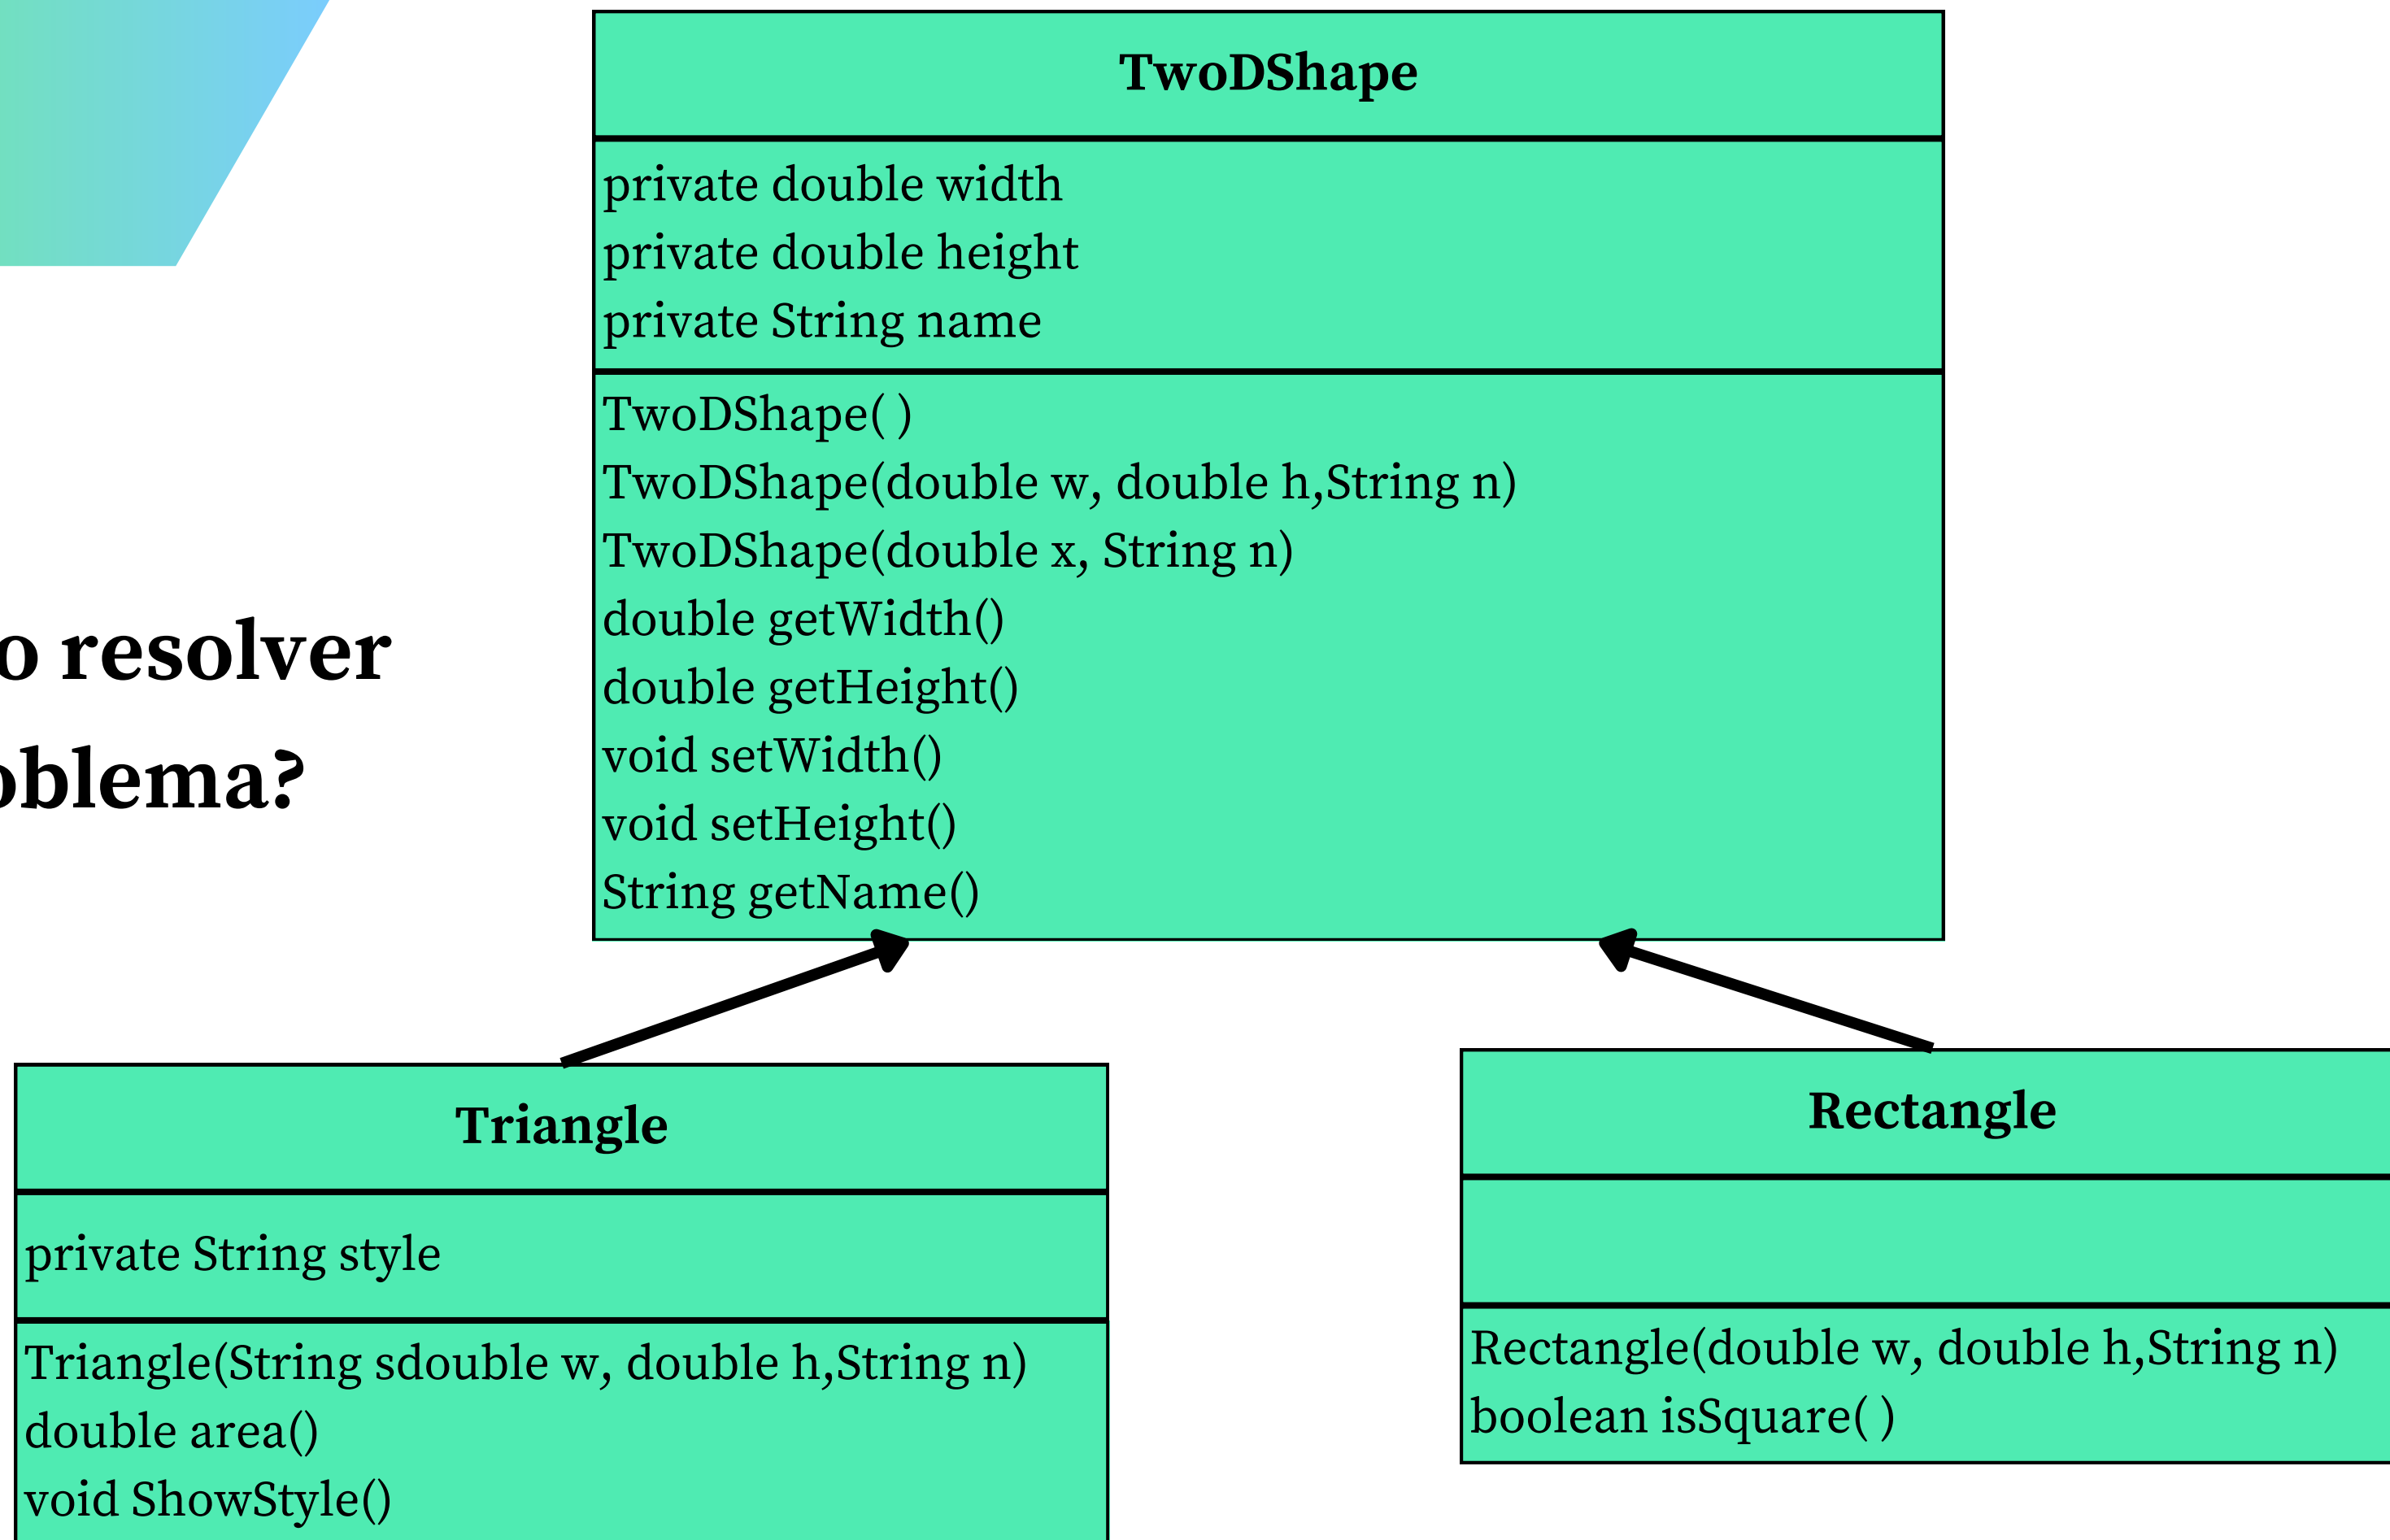 TwoDShape
private double width
private double height
private String name
TwoDShape( )
TwoDShape(double w, double h,String n)
TwoDShape(double x, String n)
double getWidth()
double getHeight()
void setWidth()
void setHeight()
String getName()
o resolver
oblema?
Triangle
private String style
Triangle(String sdouble w, double h,String n)
double area()
void ShowStyle()
Rectangle
Rectangle(double w, double h,String n)
boolean isSquare( )